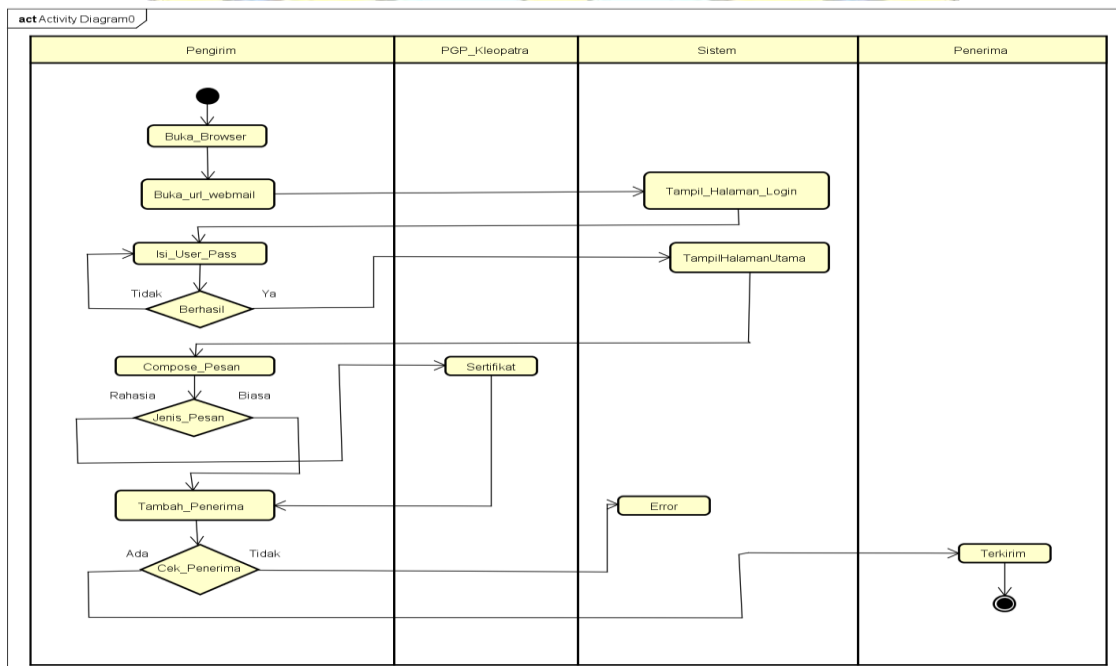 act Activity Diagram0
Pengirim
PGP_Kleopatra
Sistem
Penerima
Buka_Browser
Buka_url_webmail
Tampil_Halaman_Login
Isi_User_Pass
TampilHalamanUtama
Tidak
Ya
Berhasil
Compose_Pesan
Sertifikat
Rahasia
Biasa
Jenis_Pesan
Tambah_Penerima
Error
Ada
Tidak
Cek_Penerima
Terkirim